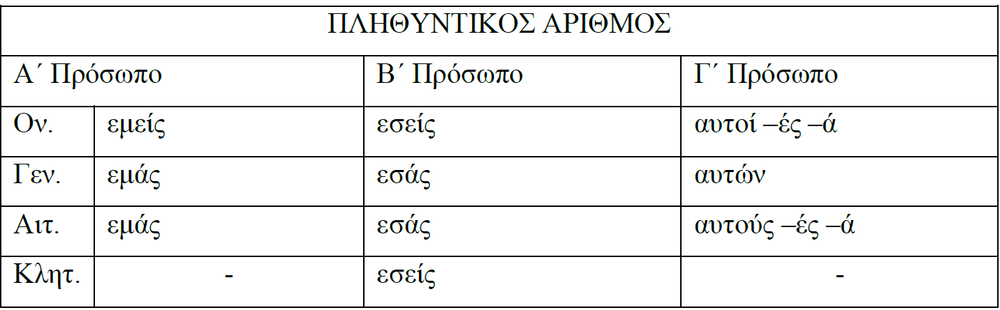 ΠΛΗΘΥΝΤΙΚΟΣ ΑΡΙΘΜΟΣ
Α΄ Πρόσωπο Β΄ Πρόσωπο Γ΄ Πρόσωπο
Ον. εμείς εσείς αυτοί –ές –ά
Γεν. εμάς εσάς αυτών
Αιτ. εμάς εσάς αυτούς –ές –ά
Κλητ. - εσείς -